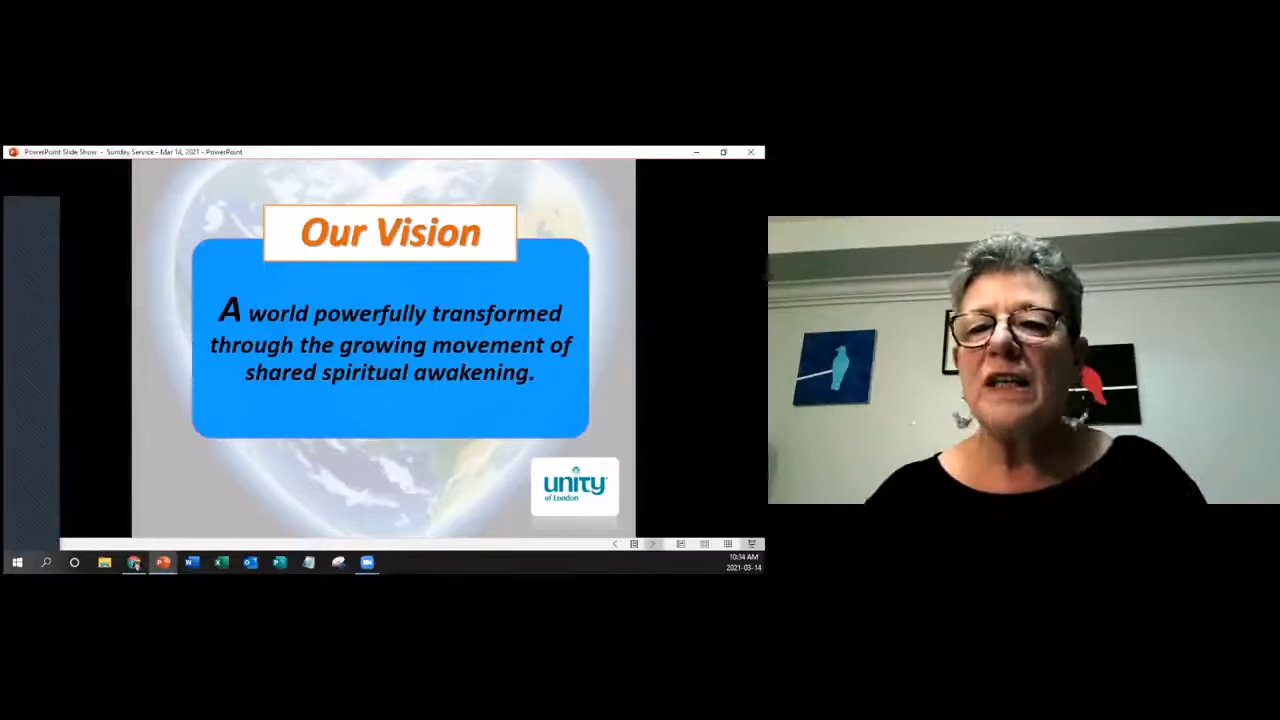 PowerPoint Slide Show - Sunday Service - Mar 14, 2021 - PowerPoint
Our Vision
A world powerfully transformed
through the growing movement of
shared spiritual awakening.
unity
of London
10:34 AM
2021-03-14